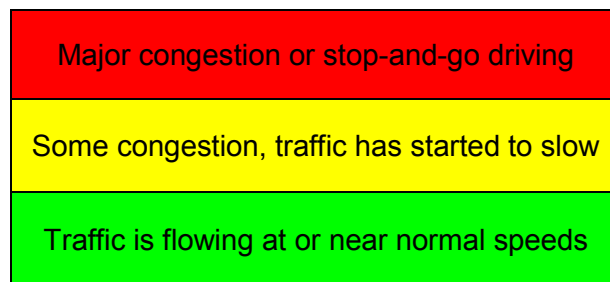 Major congestion or stop-and-go driving
Some congestion, traffic has started to slow
Traffic is flowing at or near normal speeds